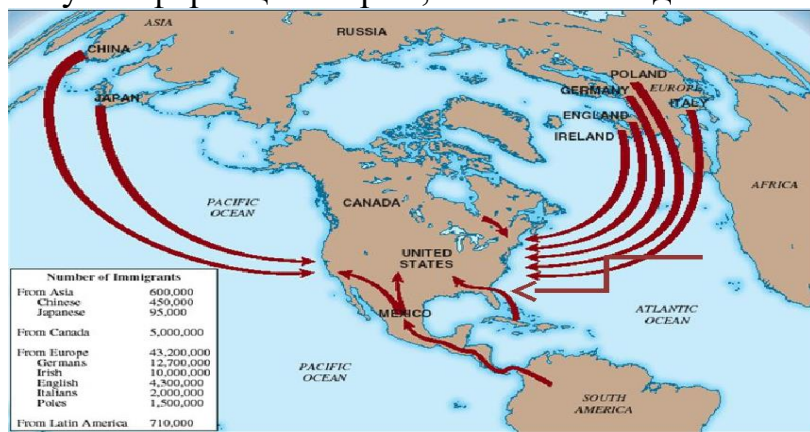 ASIA
CHINA
RUSSIA
JAPAN
POLAND
GERMANY
EUROPE
ITALY
ENGLAND
IRELAND
AFRICA
PACIFIC
OCEAN
CANADA
UNITED
STATES
MEXICO
ATLANTIC
OCEAN
PACIFIC
OCEAN
SOUTH
AMERICA
Number of Immigrants
From Asia 600,000
Chinese 450,000
Japanese 95,000
From Canada 5,000,000
From Europe 43,200,000
Germans 12,700,000
Irish 10,000,000
English 4,300,000
Italians 2,000,000
Poles 1,500,000
From Latin America 710,000